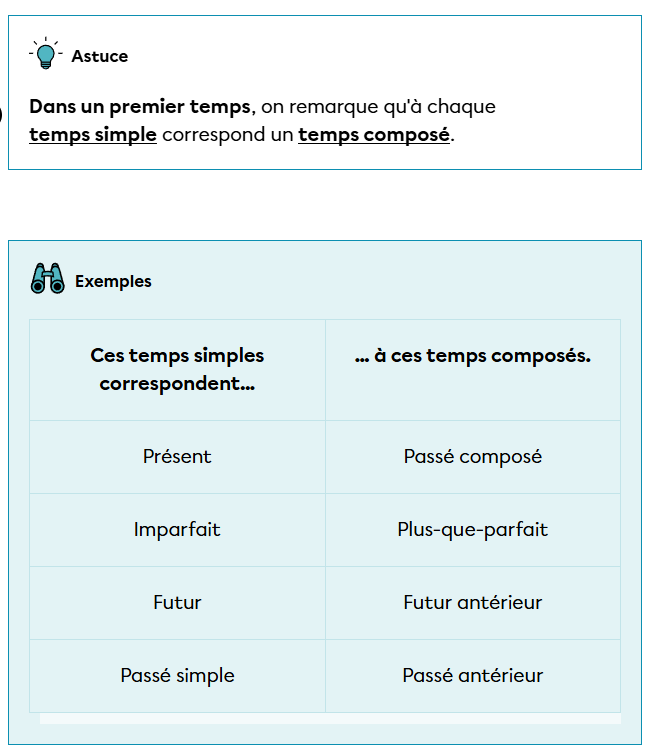 Astuce
Dans un premier temps, on remarque qu'à chaque
temps simple correspond un temps composé.
Exemples
Ces temps simples
correspondent...
... à ces temps composés.
Présent
Passé composé
Imparfait
Plus-que-parfait
Futur
Futur antérieur
Passé simple
Passé antérieur